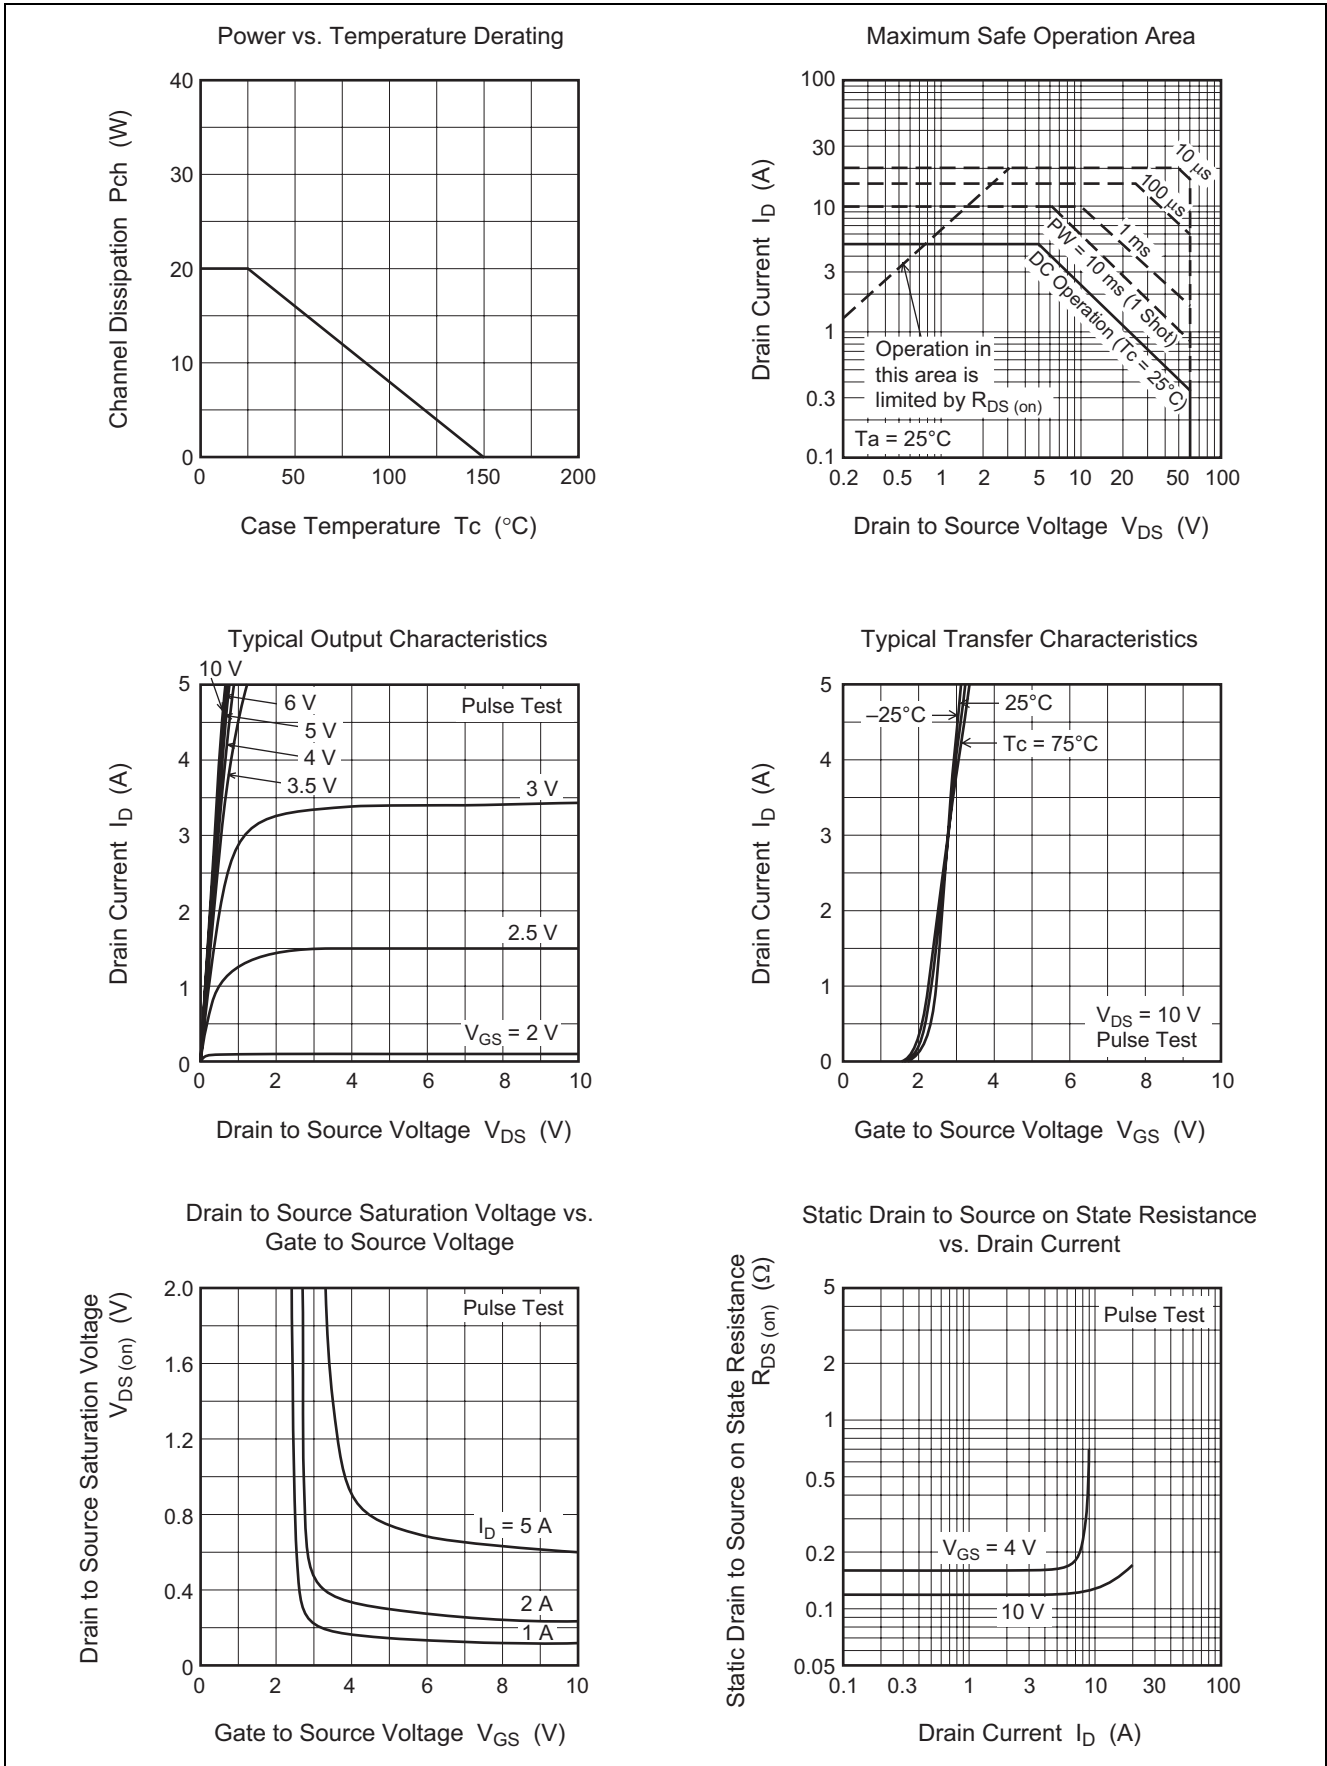 Power vs. Temperature Derating
40
30
20
10
0
0 50 100 150 200
Channel Dissipation Pch (W)
Case Temperature Tc (°C)
Maximum Safe Operation Area
100
30
10
3
1
0.3
0.1
0.2 0.5 1 2 5 10 20 50 100
Drain Current ID (A)
10 μs
100 μs
1 ms
PW = 10 ms (1 Shot)
DC Operation (Tc = 25°C)
Operation in
this area is
limited by RDS (on)
Ta = 25°C
Drain to Source Voltage VDS (V)
Typical Output Characteristics
10 V
6 V
5 V
4 V
3.5 V
Pulse Test
3 V
2.5 V
VGS = 2 V
5
4
3
2
1
0
0 2 4 6 8 10
Drain Current ID (A)
Drain to Source Voltage VDS (V)
Typical Transfer Characteristics
5
4
3
2
1
0
0 2 4 6 8 10
–25°C
25°C
Tc = 75°C
VDS = 10 V
Pulse Test
Drain Current ID (A)
Gate to Source Voltage VGS (V)
Drain to Source Saturation Voltage vs.
Gate to Source Voltage
2.0
1.6
1.2
0.8
0.4
0
0 2 4 6 8 10
Pulse Test
ID = 5 A
2 A
1 A
Drain to Source Saturation Voltage
VDS (on) (V)
Gate to Source Voltage VGS (V)
Static Drain to Source on State Resistance
vs. Drain Current
5
2
1
0.5
0.2
0.1
0.05
0.1 0.3 1 3 10 30 100
Pulse Test
VGS = 4 V
10 V
Static Drain to Source on State Resistance
RDS (on) (Ω)
Drain Current ID (A)